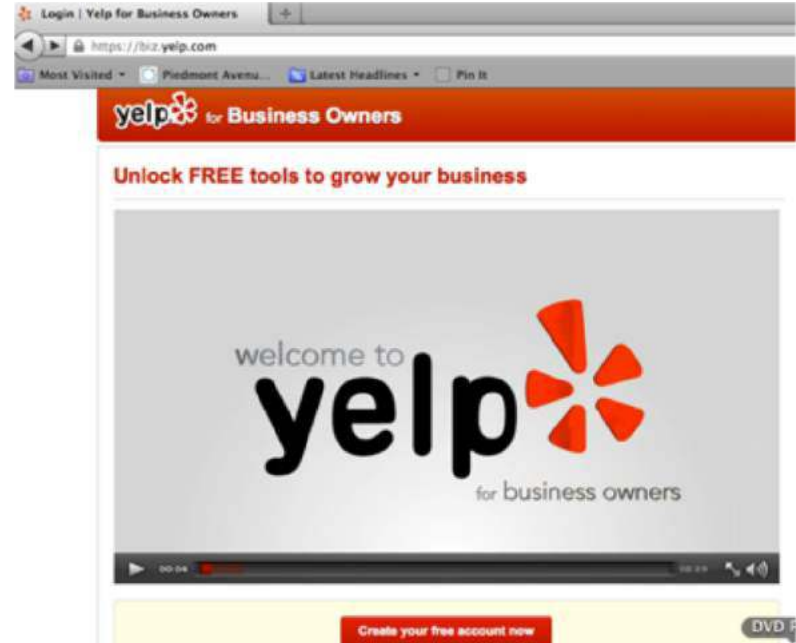 Login | Yelp for Business Owners
https://biz.yelp.com
Most Visited Piedmont Avenu... Latest Headlines Pin It
yelp for Business Owners
Unlock FREE tools to grow your business
welcome to
yelp
for business owners
00:04
Create your free account now
DVD